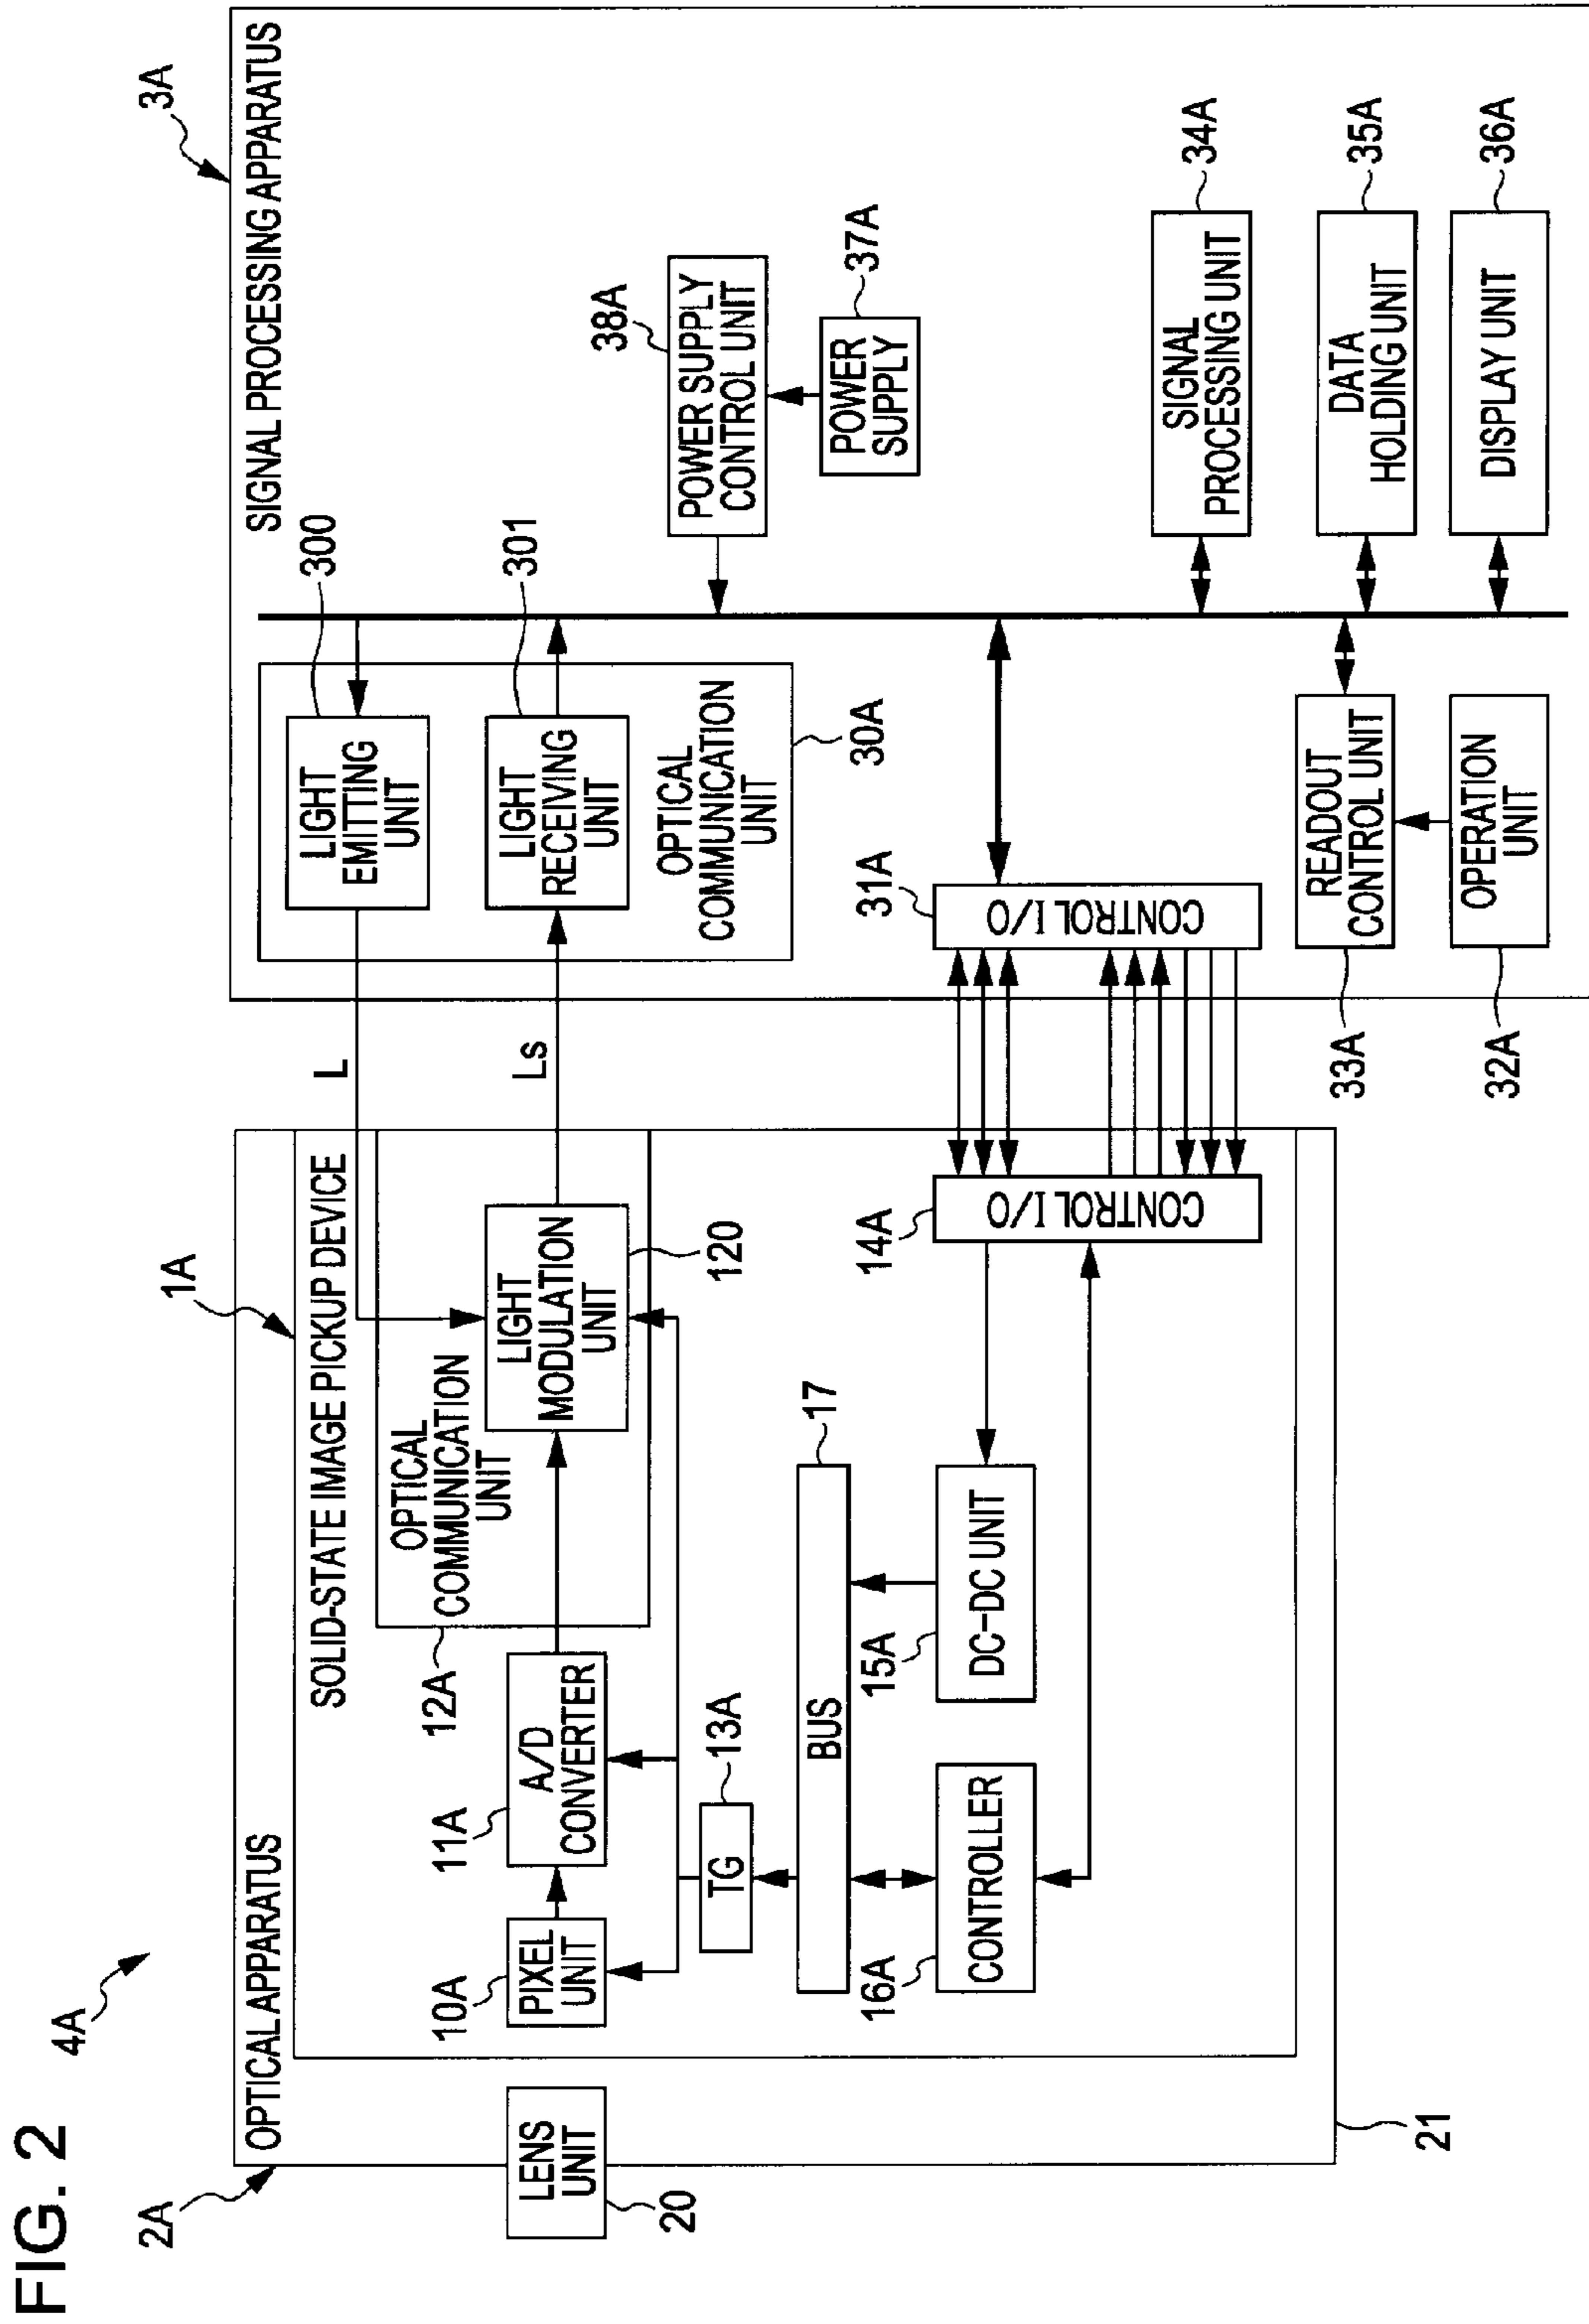 FIG. 2
4A
2A
OPTICAL APPARATUS
1A
SOLID-STATE IMAGE PICKUP DEVICE
LENS
UNIT
20
21
10A
PIXEL
UNIT
11A
A/D
CONVERTER
12A
OPTICAL
COMMUNICATION
UNIT
LIGHT
MODULATION
UNIT
120
TG
13A
BUS
17
16A
CONTROLLER
15A
DC-DC UNIT
14A
CONTROL I/O
L
Ls
3A
SIGNAL PROCESSING APPARATUS
300
LIGHT
EMITTING
UNIT
301
LIGHT
RECEIVING
UNIT
OPTICAL
COMMUNICATION
UNIT
30A
38A
POWER SUPPLY
CONTROL UNIT
37A
POWER
SUPPLY
31A
CONTROL I/O
34A
SIGNAL
PROCESSING UNIT
35A
DATA
HOLDING UNIT
36A
DISPLAY UNIT
33A
READOUT
CONTROL UNIT
32A
OPERATION
UNIT